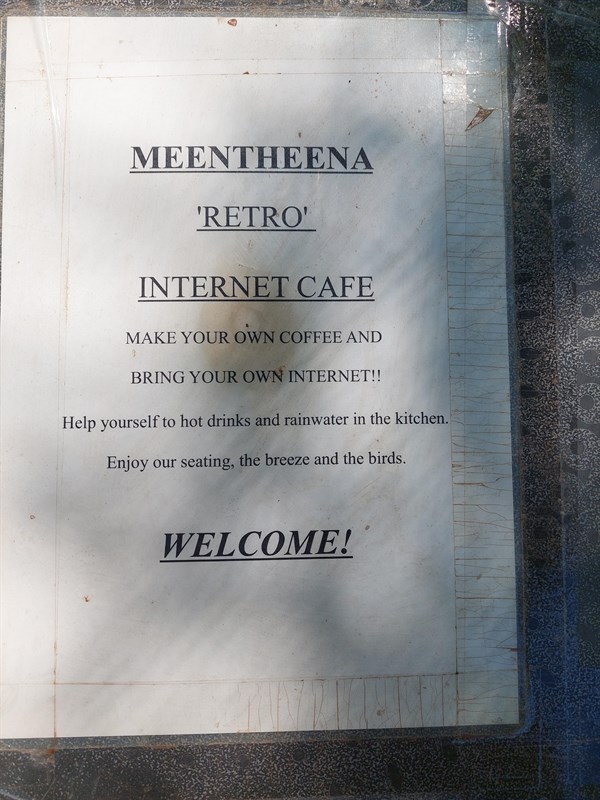 MEENTHEENA
'RETRO'
INTERNET CAFE
MAKE YOUR OWN COFFEE AND
BRING YOUR OWN INTERNET!!
Help yourself to hot drinks and rainwater in the kitchen.
Enjoy our seating, the breeze and the birds.
WELCOME!